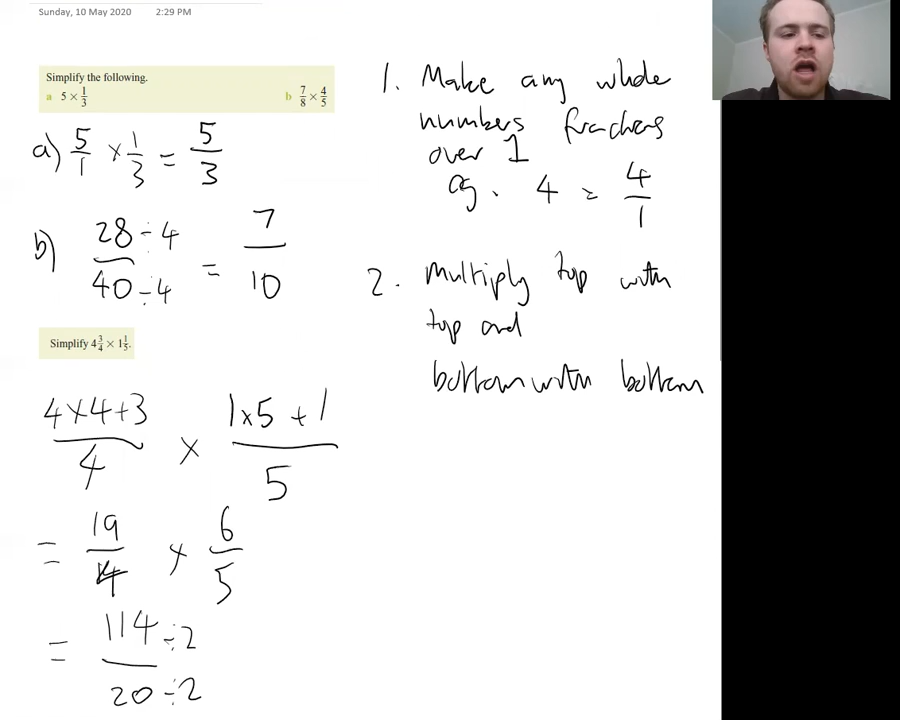 Sunday, 10 May 2020 2:29 PM
Simplify the following.
a 5 × 1/3 b 7/8 × 4/5
a) 5/1 × 1/3 = 5/3
b) 28÷4/40÷4 = 7/10
Simplify 4 3/4 × 1 1/5.
4×4+3/4 × 1×5+1/5
= 19/4 × 6/5
= 114÷2/20÷2
1. Make any whole
numbers fractions
over 1
eg. 4 = 4/1
2. Multiply top with
top and
bottom with bottom